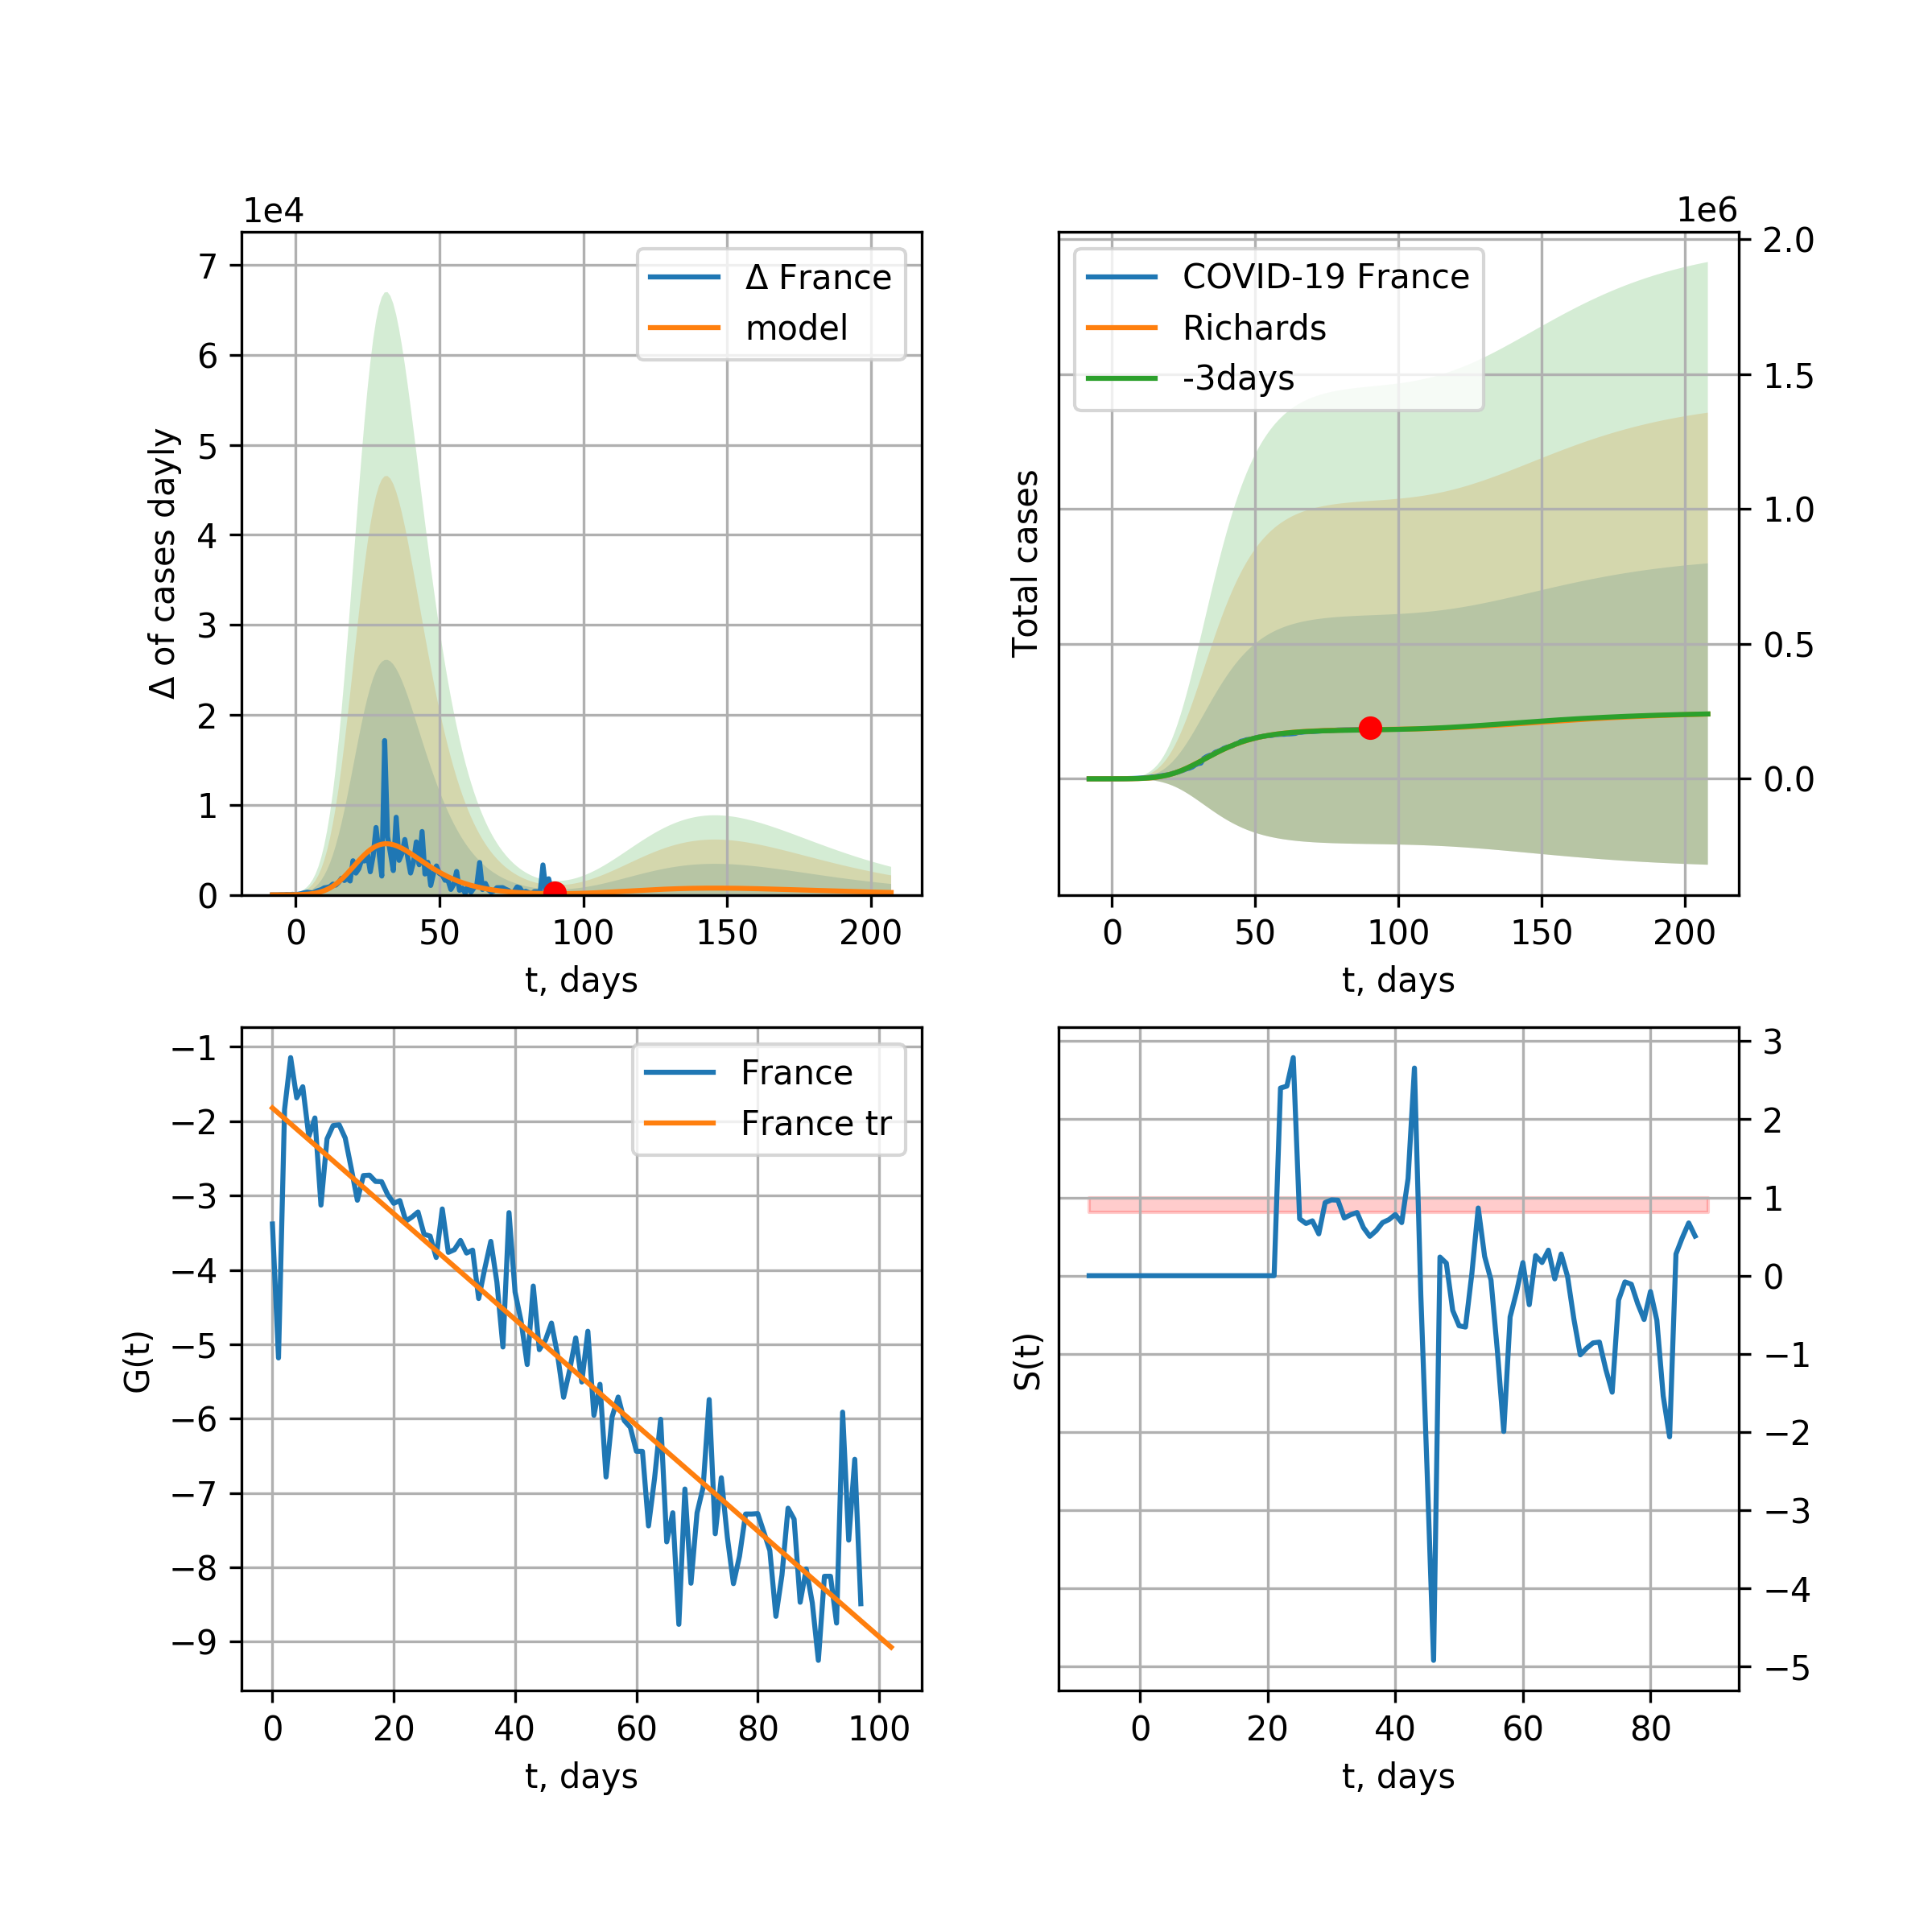 1e4
7
6
5
4
3
2
1
0
Δ of cases dayly
Δ France
model
0 50 100 150 200
t, days
1e6
2.0
1.5
1.0
0.5
0.0
Total cases
COVID-19 France
Richards
-3days
0 50 100 150 200
t, days
−1
−2
−3
−4
−5
−6
−7
−8
−9
G(t)
France
France tr
0 20 40 60 80 100
t, days
3
2
1
0
−1
−2
−3
−4
−5
S(t)
0 20 40 60 80
t, days